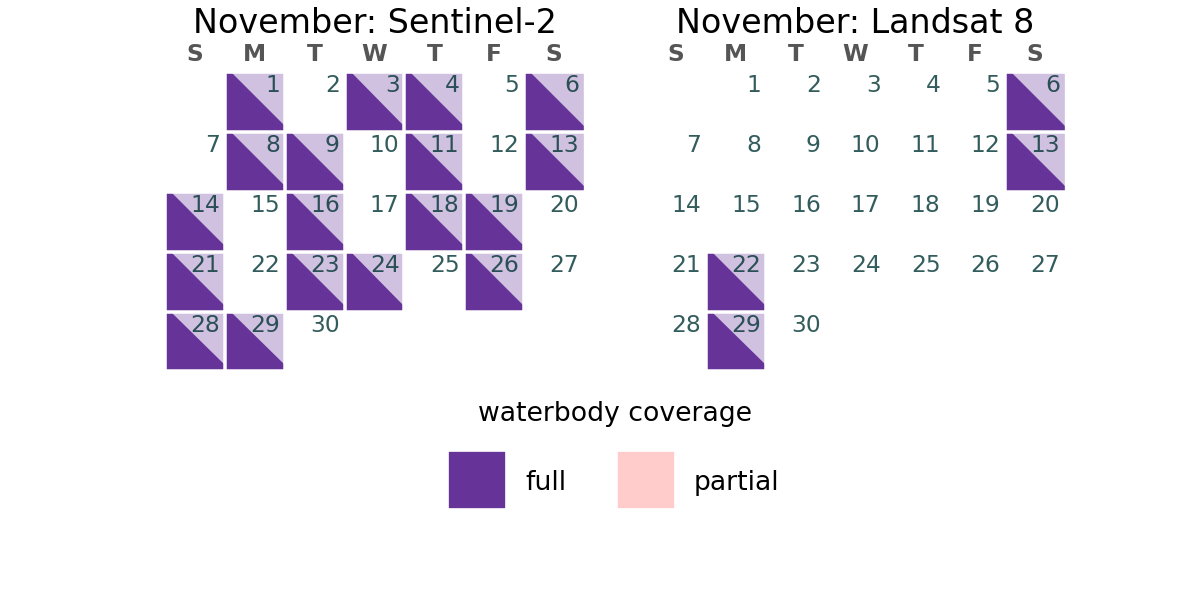 November: Sentinel-2
S M T W T F S
1 2 3 4 5 6
7 8 9 10 11 12 13
14 15 16 17 18 19 20
21 22 23 24 25 26 27
28 29 30
November: Landsat 8
S M T W T F S
1 2 3 4 5 6
7 8 9 10 11 12 13
14 15 16 17 18 19 20
21 22 23 24 25 26 27
28 29 30
waterbody coverage
full partial